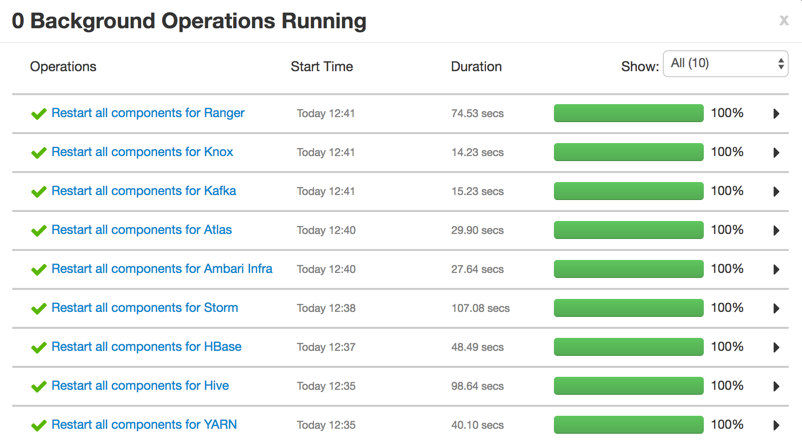 0 Background Operations Running x
Operations Start Time Duration Show: All (10)
Restart all components for Ranger Today 12:41 74.53 secs 100%
Restart all components for Knox Today 12:41 14.23 secs 100%
Restart all components for Kafka Today 12:41 15.23 secs 100%
Restart all components for Atlas Today 12:40 29.90 secs 100%
Restart all components for Ambari Infra Today 12:40 27.64 secs 100%
Restart all components for Storm Today 12:38 107.08 secs 100%
Restart all components for HBase Today 12:37 48.49 secs 100%
Restart all components for Hive Today 12:35 98.64 secs 100%
Restart all components for YARN Today 12:35 40.10 secs 100%